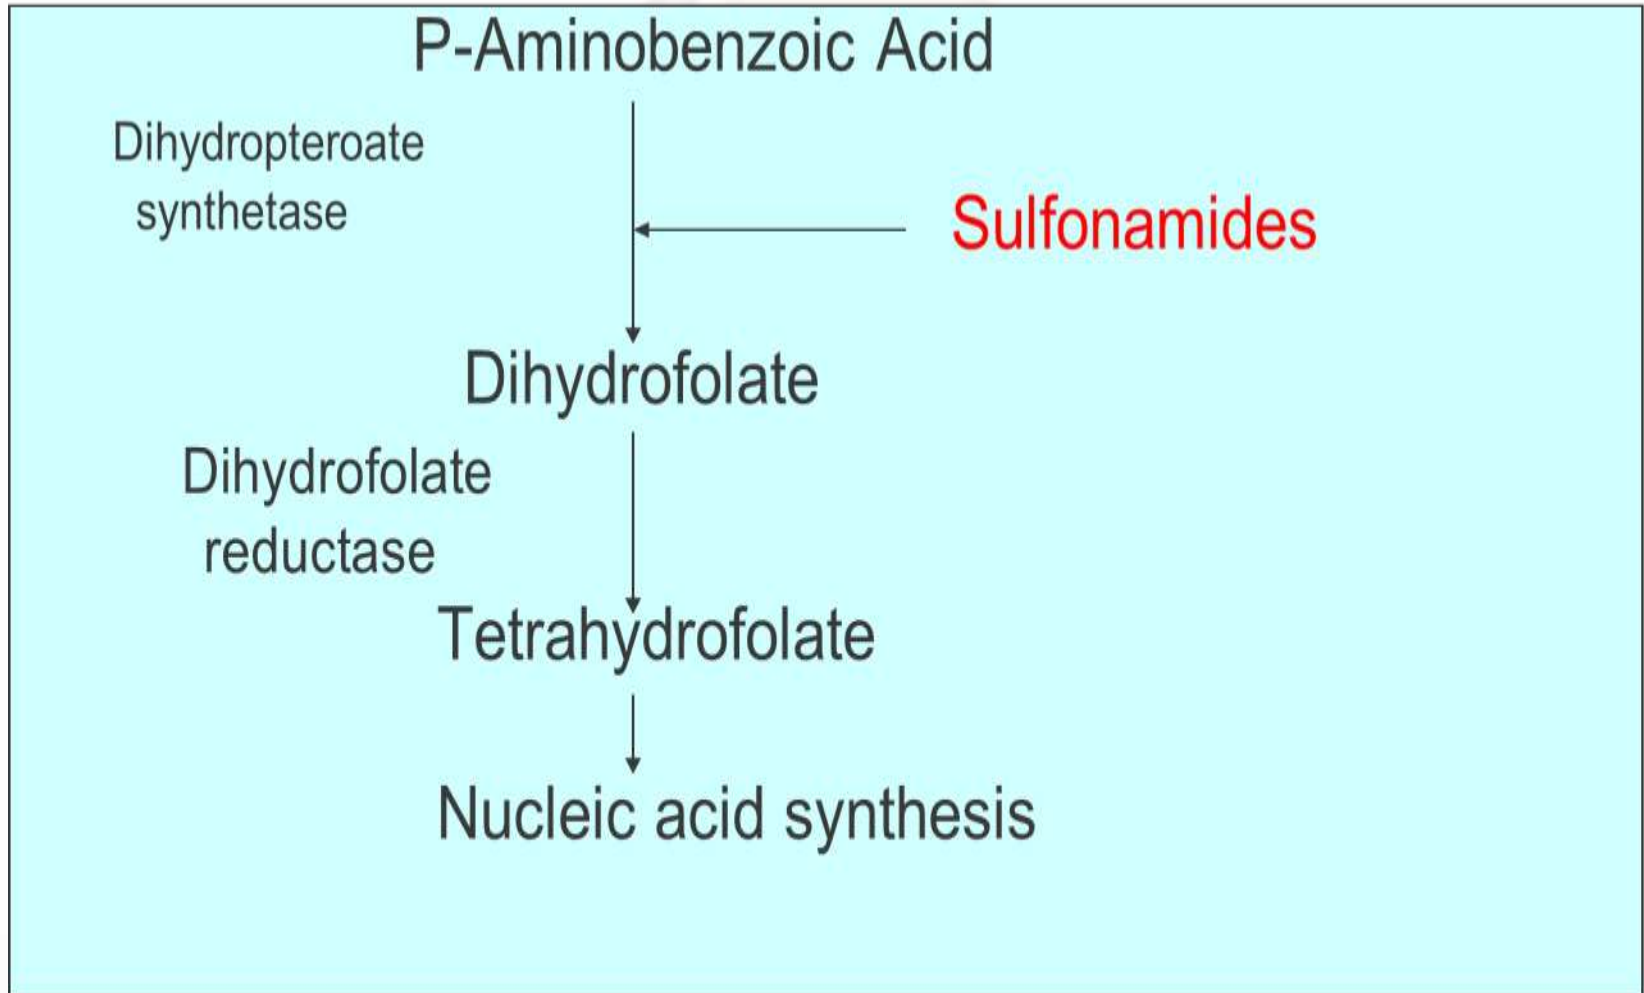 P-Aminobenzoic Acid
Dihydropteroate
synthetase
Sulfonamides
Dihydrofolate
Dihydrofolate
reductase
Tetrahydrofolate
Nucleic acid synthesis